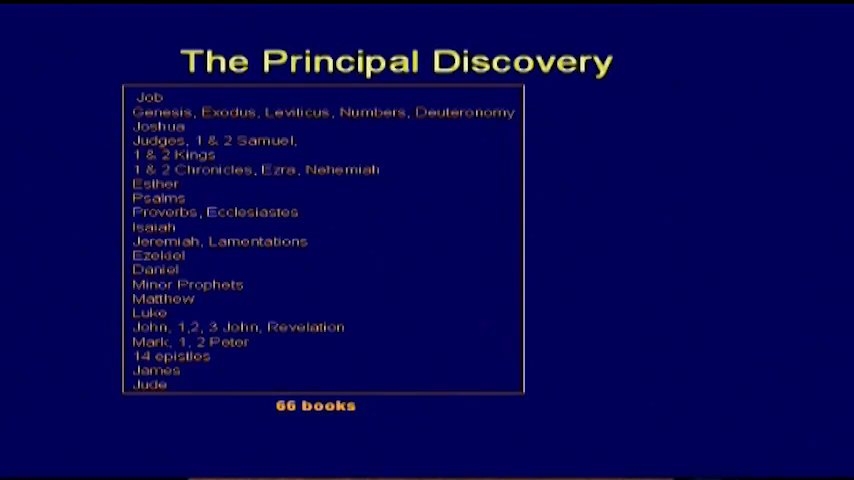 The Principal Discovery
Job
Genesis, Exodus, Leviticus, Numbers, Deuteronomy
Joshua
Judges, 1 & 2 Samuel,
1 & 2 Kings
1 & 2 Chronicles, Ezra, Nehemiah
Esther
Psalms
Proverbs, Ecclesiastes
Isaiah
Jeremiah, Lamentations
Ezekiel
Daniel
Minor Prophets
Matthew
Luke
John, 1,2, 3 John, Revelation
Mark, 1, 2 Peter
14 epistles
James
Jude
66 books